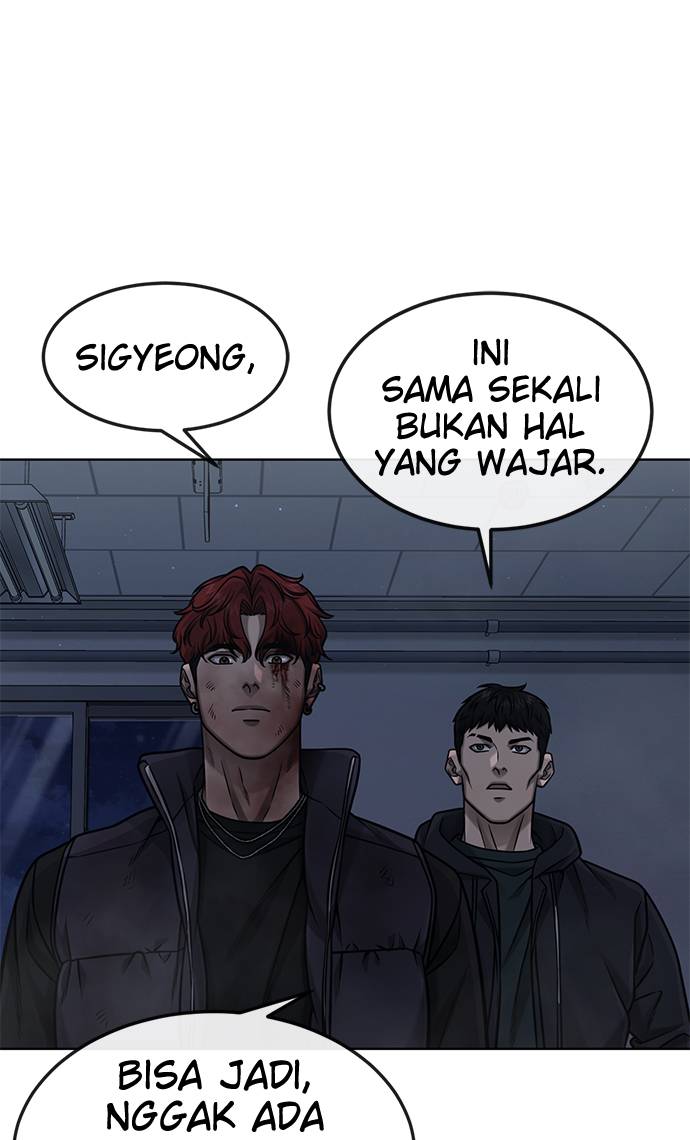 SIGYEONG,
INI
SAMA SEKALI
BUKAN HAL
YANG WAJAR.
BISA JADI,
NGGAK ADA